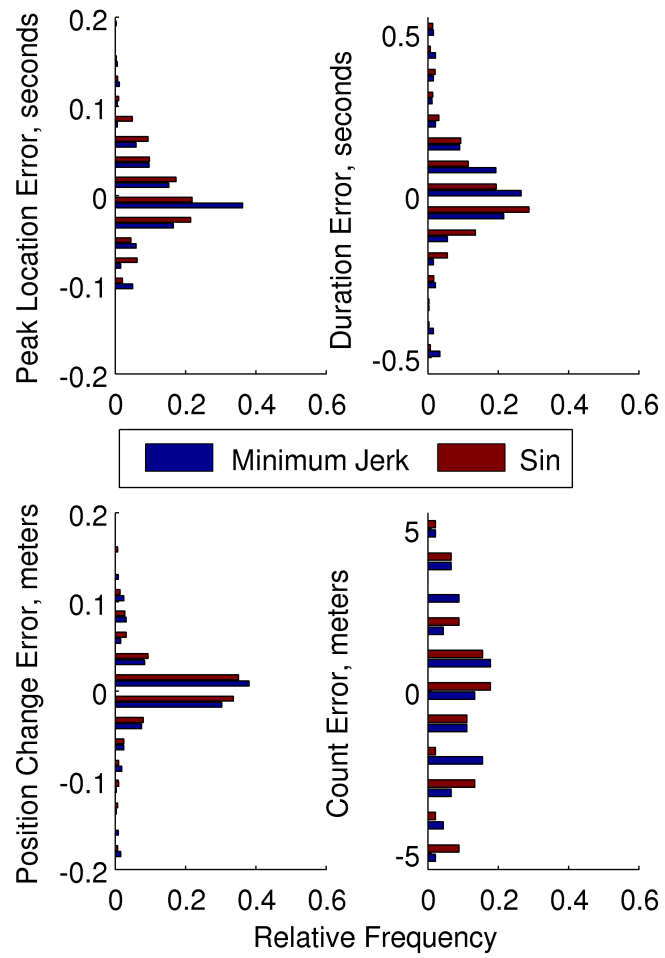 Peak Location Error, seconds
0.2
0.1
0
-0.1
-0.2
0 0.2 0.4 0.6
Duration Error, seconds
0.5
0
-0.5
0 0.2 0.4 0.6
Minimum Jerk Sin
Position Change Error, meters
0.2
0.1
0
-0.1
-0.2
0 0.2 0.4 0.6
Count Error, meters
5
0
-5
0 0.2 0.4 0.6
Relative Frequency